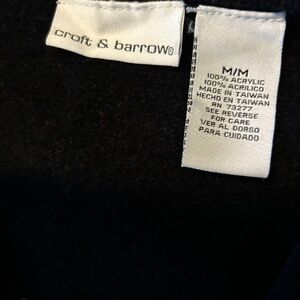 croft & barrow®
M/M
100% ACRYLIC
100% ACRILICO
MADE IN TAIWAN
HECHO EN TAIWAN
RN 73277
SEE REVERSE
FOR CARE
VER AL DORSO
PARA CUIDADO